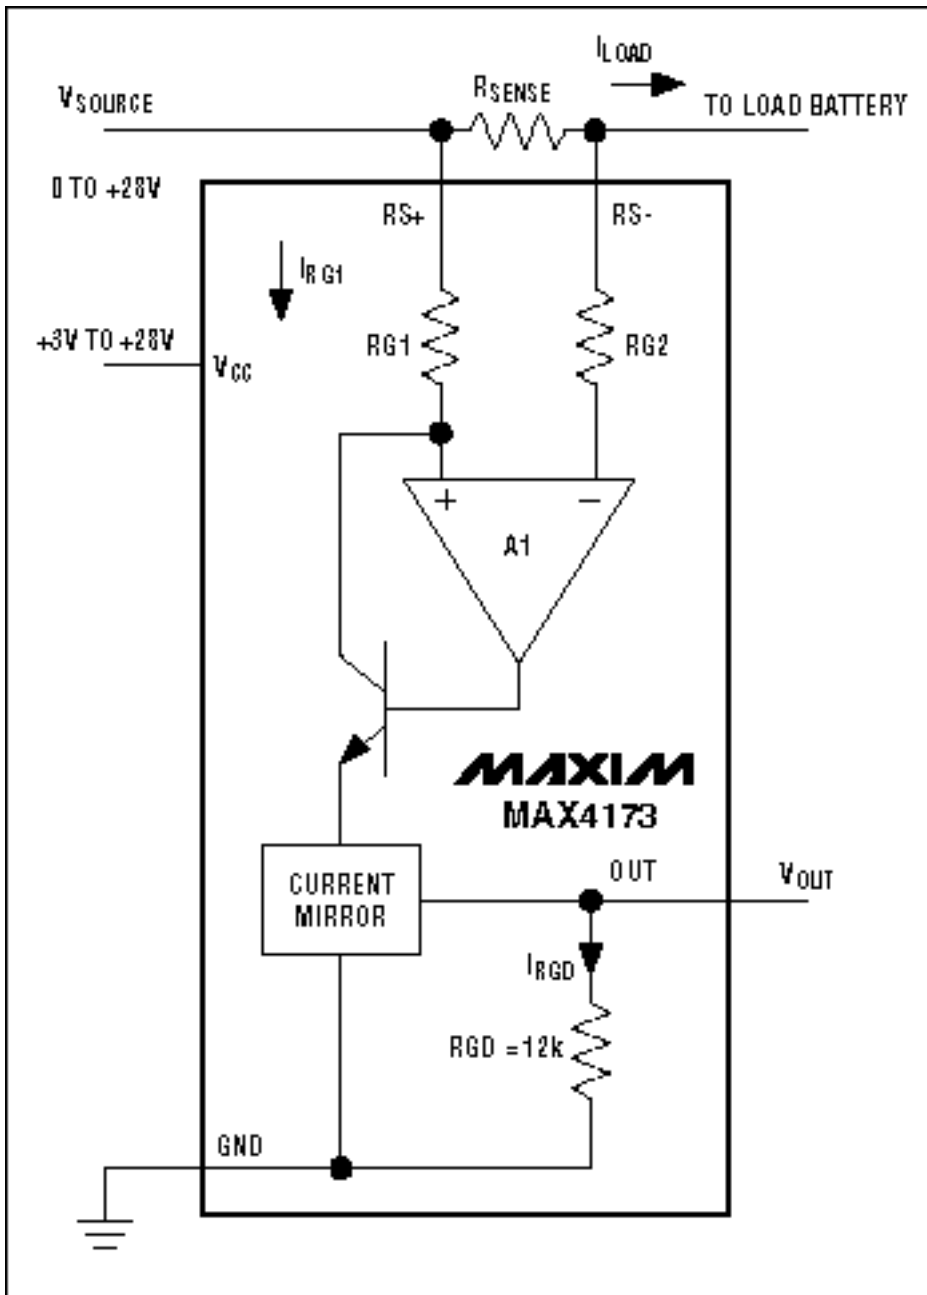 ILOAD
VSOURCE
RSENSE
TO LOAD BATTERY
0 TO +28V
RS+
RS-
IRG1
+3V TO +28V
VCC
RG1
RG2
+
−
A1
MAXIM
MAX4173
CURRENT
MIRROR
OUT
VOUT
IRGD
RGD =12k
GND